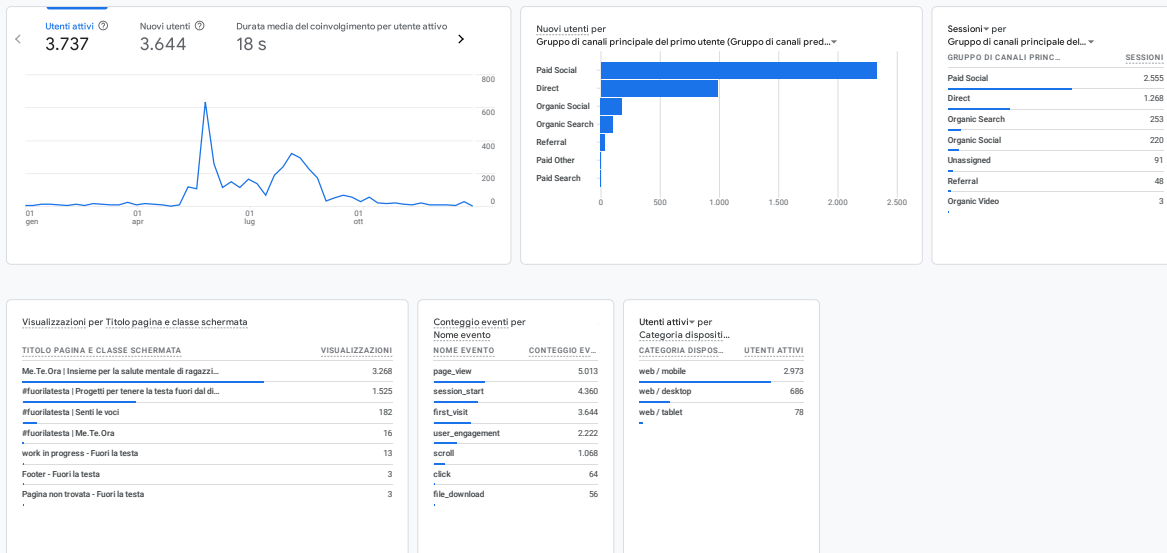 Utenti attivi
Nuovi utenti
Durata media del coinvolgimento per utente attivo
3.737
3.644
18 s
800
600
400
200
0
01 gen
01 apr
01 lug
01 ott
Nuovi utenti per
Gruppo di canali principale del primo utente (Gruppo di canali pred...
Paid Social
Direct
Organic Social
Organic Search
Referral
Paid Other
Paid Search
0 500 1.000 1.500 2.000 2.500
Sessioni per
Gruppo di canali principale del...
GRUPPO DI CANALI PRINC... SESSIONI
Paid Social 2.555
Direct 1.268
Organic Search 253
Organic Social 220
Unassigned 91
Referral 48
Organic Video 3
Visualizzazioni per Titolo pagina e classe schermata
TITOLO PAGINA E CLASSE SCHERMATA VISUALIZZAZIONI
Me.Te.Ora | Insieme per la salute mentale di ragazzi... 3.268
#fuorilatesta | Progetti per tenere la testa fuori dal di... 1.525
#fuorilatesta | Senti le voci 182
#fuorilatesta | Me.Te.Ora 16
work in progress - Fuori la testa 13
Footer - Fuori la testa 3
Pagina non trovata - Fuori la testa 3
Conteggio eventi per
Nome evento
NOME EVENTO CONTEGGIO EV...
page_view 5.013
session_start 4.360
first_visit 3.644
user_engagement 2.222
scroll 1.068
click 64
file_download 56
Utenti attivi per
Categoria dispositi...
CATEGORIA DISPOS... UTENTI ATTIVI
web / mobile 2.973
web / desktop 686
web / tablet 78